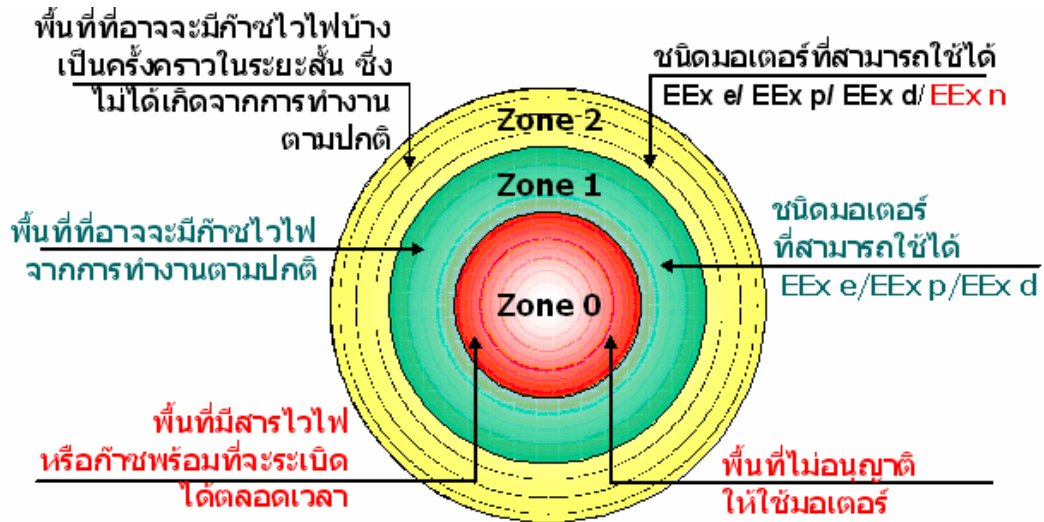 พื้นที่ที่อาจจะมีก๊าซไวไฟบ้าง
เป็นครั้งคราวในระยะสั้น ซึ่ง
ไม่ได้เกิดจากการทำงาน
ตามปกติ
ชนิดมอเตอร์ที่สามารถใช้ได้
EEx e/ EEx p/ EEx d/ EEx n
Zone 2
Zone 1
Zone 0
พื้นที่ที่อาจจะมีก๊าซไวไฟ
จากการทำงานตามปกติ
ชนิดมอเตอร์
ที่สามารถใช้ได้
EEx e/EEx p/EEx d
พื้นที่มีสารไวไฟ
หรือก๊าซพร้อมที่จะระเบิด
ได้ตลอดเวลา
พื้นที่ไม่อนุญาติ
ให้ใช้มอเตอร์